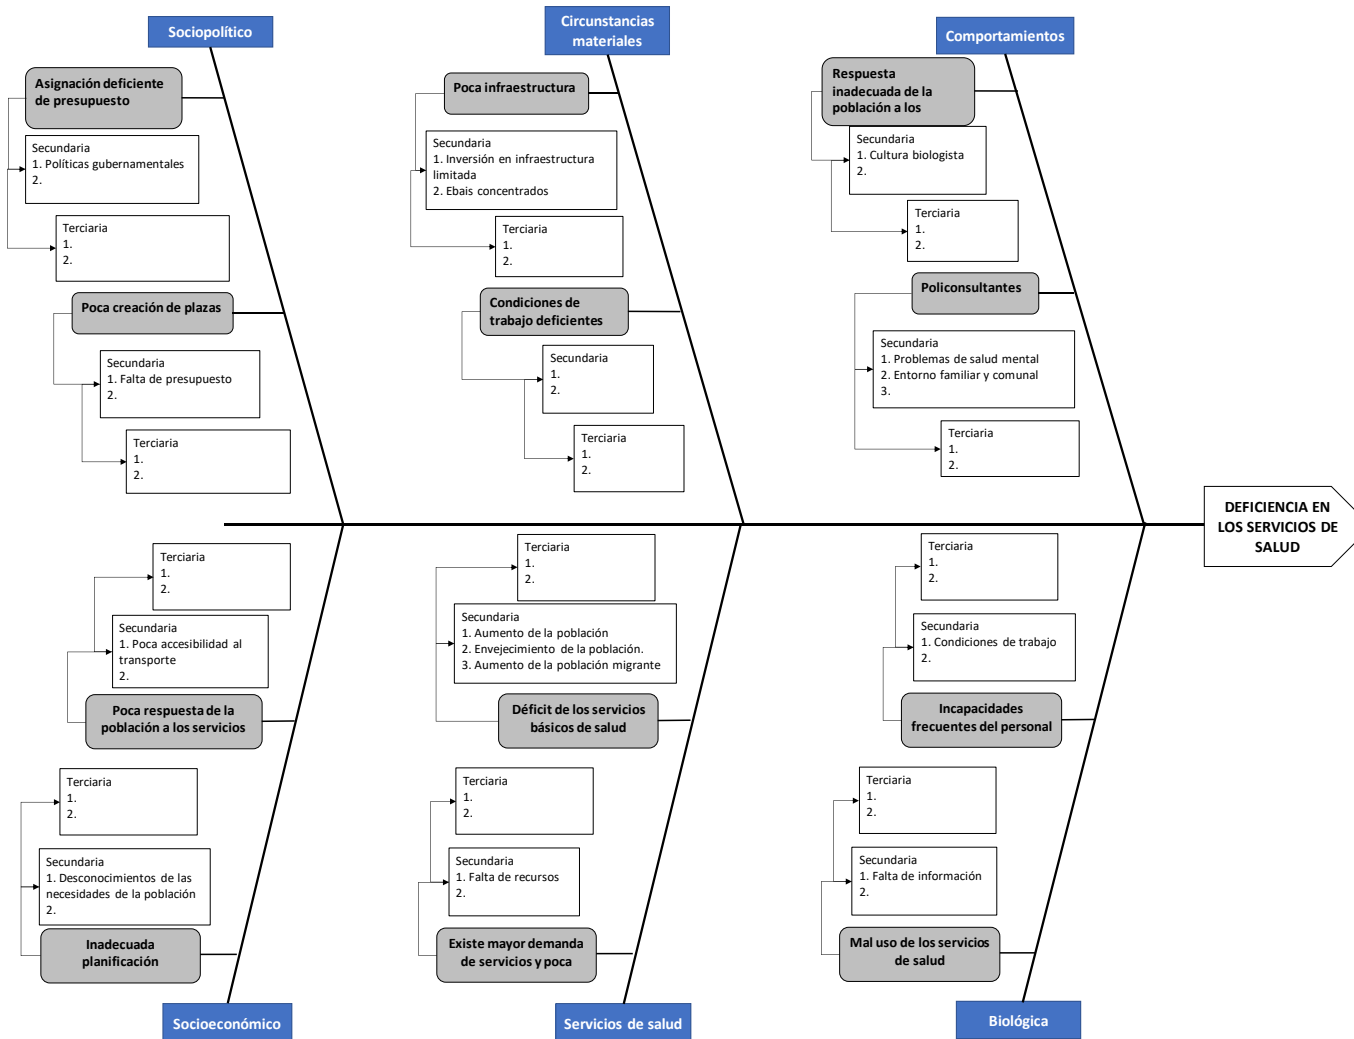 Sociopolítico
Circunstancias
materiales
Comportamientos
Asignación deficiente
de presupuesto
Secundaria
1. Políticas gubernamentales
2.
Terciaria
1.
2.
Poca creación de plazas
Secundaria
1. Falta de presupuesto
2.
Terciaria
1.
2.
Poca infraestructura
Secundaria
1. Inversión en infraestructura
limitada
2. Ebais concentrados
Terciaria
1.
2.
Condiciones de
trabajo deficientes
Secundaria
1.
2.
Terciaria
1.
2.
Respuesta
inadecuada de la
población a los
Secundaria
1. Cultura biologista
2.
Terciaria
1.
2.
Policonsultantes
Secundaria
1. Problemas de salud mental
2. Entorno familiar y comunal
3.
Terciaria
1.
2.
DEFICIENCIA EN
LOS SERVICIOS DE
SALUD
Terciaria
1.
2.
Secundaria
1. Poca accesibilidad al
transporte
2.
Poca respuesta de la
población a los servicios
Terciaria
1.
2.
Secundaria
1. Desconocimientos de las
necesidades de la población
2.
Inadecuada
planificación
Terciaria
1.
2.
Secundaria
1. Aumento de la población
2. Envejecimiento de la población.
3. Aumento de la población migrante
Déficit de los servicios
básicos de salud
Terciaria
1.
2.
Secundaria
1. Falta de recursos
2.
Existe mayor demanda
de servicios y poca
Terciaria
1.
2.
Secundaria
1. Condiciones de trabajo
2.
Incapacidades
frecuentes del personal
Terciaria
1.
2.
Secundaria
1. Falta de información
2.
Mal uso de los servicios
de salud
Socioeconómico
Servicios de salud
Biológica